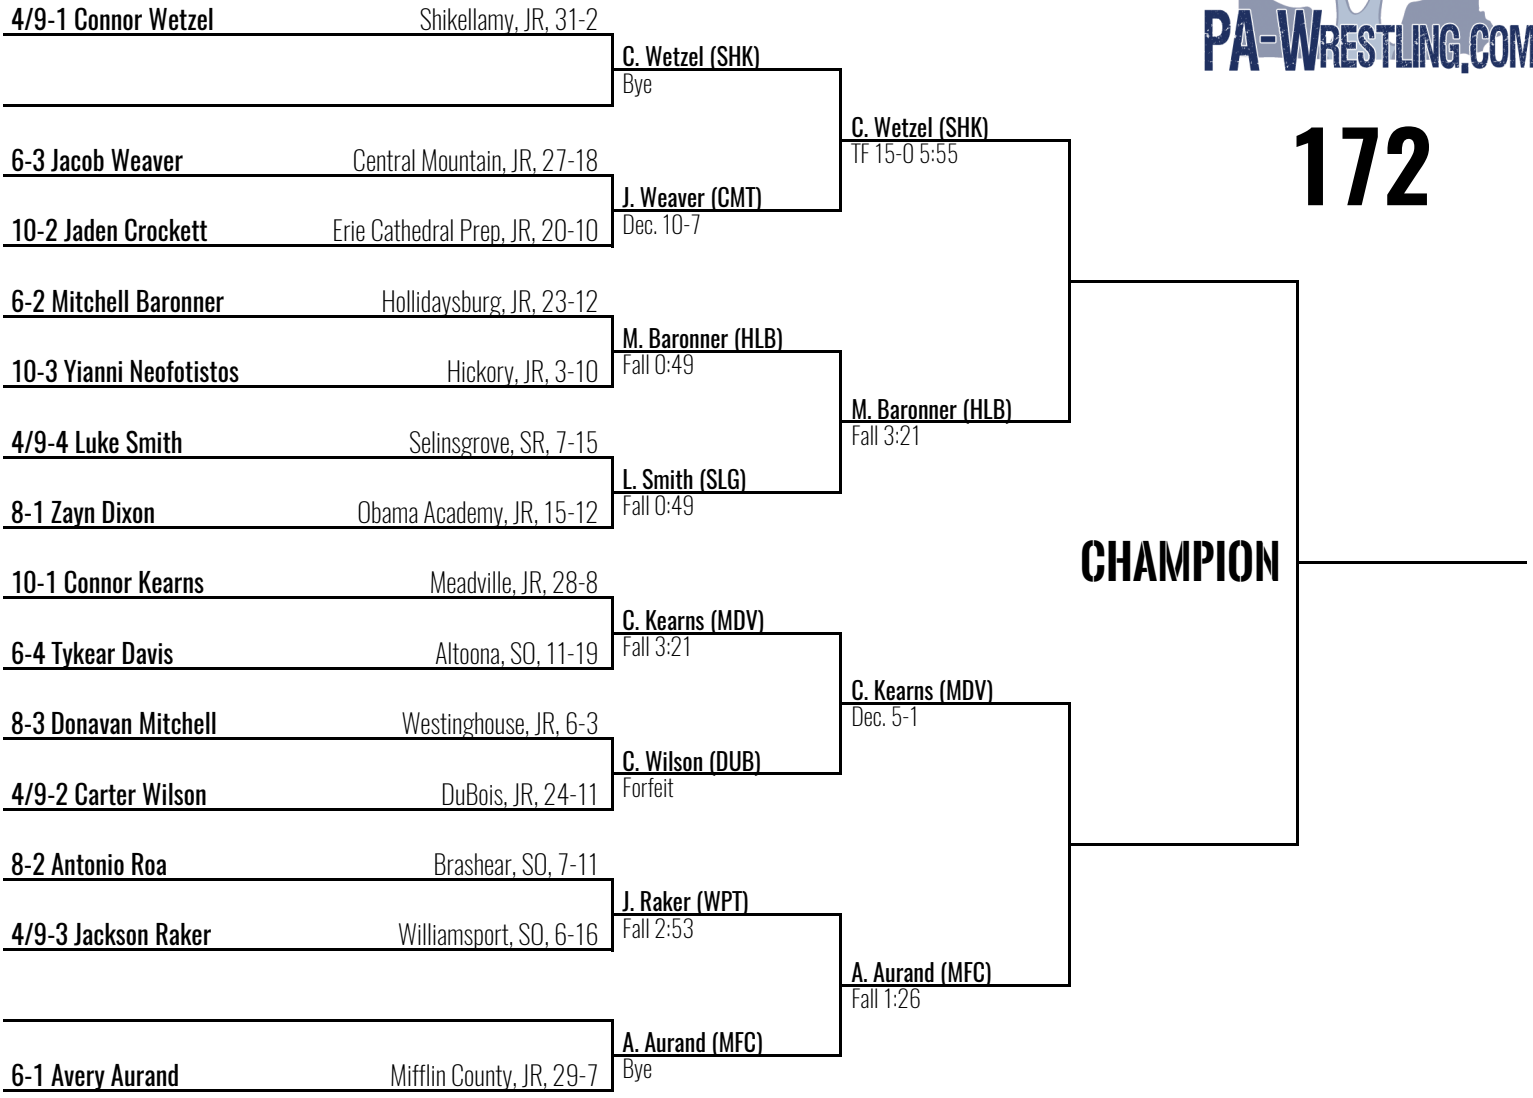 4/9-1 Connor Wetzel Shikellamy, JR, 31-2
C. Wetzel (SHK)
Bye
6-3 Jacob Weaver Central Mountain, JR, 27-18
10-2 Jaden Crockett Erie Cathedral Prep, JR, 20-10
J. Weaver (CMT)
Dec. 10-7
C. Wetzel (SHK)
TF 15-0 5:55
6-2 Mitchell Baronner Hollidaysburg, JR, 23-12
10-3 Yianni Neofotistos Hickory, JR, 3-10
M. Baronner (HLB)
Fall 0:49
4/9-4 Luke Smith Selinsgrove, SR, 7-15
8-1 Zayn Dixon Obama Academy, JR, 15-12
L. Smith (SLG)
Fall 0:49
M. Baronner (HLB)
Fall 3:21
10-1 Connor Kearns Meadville, JR, 28-8
6-4 Tykear Davis Altoona, SO, 11-19
C. Kearns (MDV)
Fall 3:21
8-3 Donavan Mitchell Westinghouse, JR, 6-3
4/9-2 Carter Wilson DuBois, JR, 24-11
C. Wilson (DUB)
Forfeit
C. Kearns (MDV)
Dec. 5-1
8-2 Antonio Roa Brashear, SO, 7-11
4/9-3 Jackson Raker Williamsport, SO, 6-16
J. Raker (WPT)
Fall 2:53
6-1 Avery Aurand Mifflin County, JR, 29-7
A. Aurand (MFC)
Bye
A. Aurand (MFC)
Fall 1:26
PA-WRESTLING.COM
172
CHAMPION